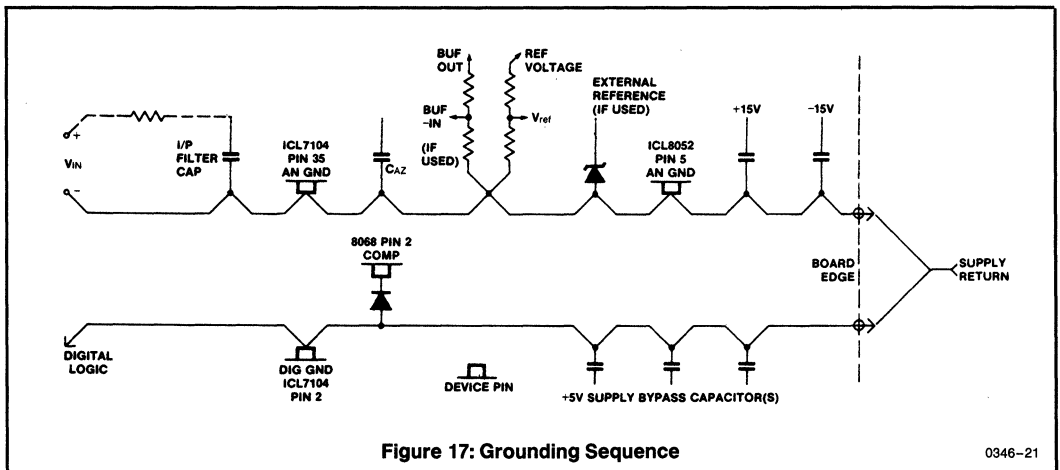 BUF
OUT
REF
VOLTAGE
EXTERNAL
REFERENCE
(IF USED)
+15V
−15V
+
VIN
−
I/P
FILTER
CAP
ICL7104
PIN 35
AN GND
CAZ
BUF
−IN
(IF
USED)
Vref
ICL8052
PIN 5
AN GND
8068 PIN 2
COMP
BOARD
EDGE
SUPPLY
RETURN
DIGITAL
LOGIC
DIG GND
ICL7104
PIN 2
DEVICE PIN
+5V SUPPLY BYPASS CAPACITOR(S)
Figure 17: Grounding Sequence
0346–21